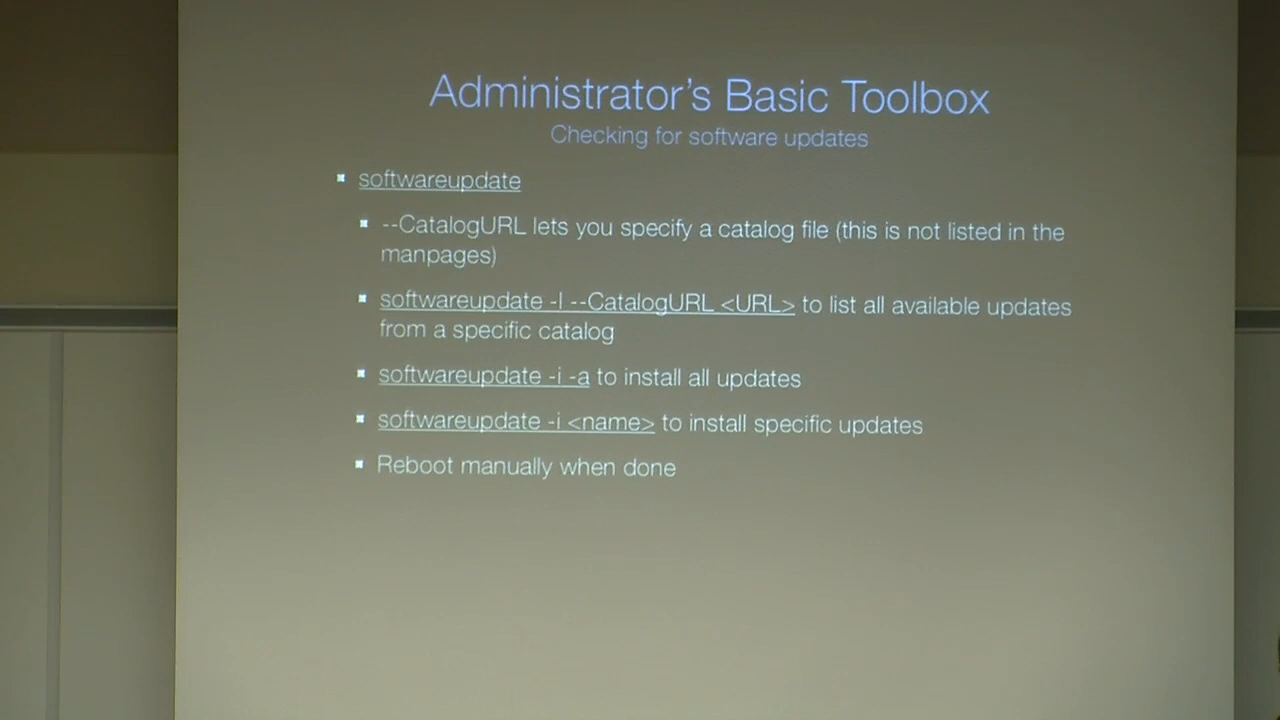 Administrator's Basic Toolbox
Checking for software updates
softwareupdate
--CatalogURL lets you specify a catalog file (this is not listed in the
manpages)
softwareupdate -l --CatalogURL <URL> to list all available updates
from a specific catalog
softwareupdate -i -a to install all updates
softwareupdate -i <name> to install specific updates
Reboot manually when done